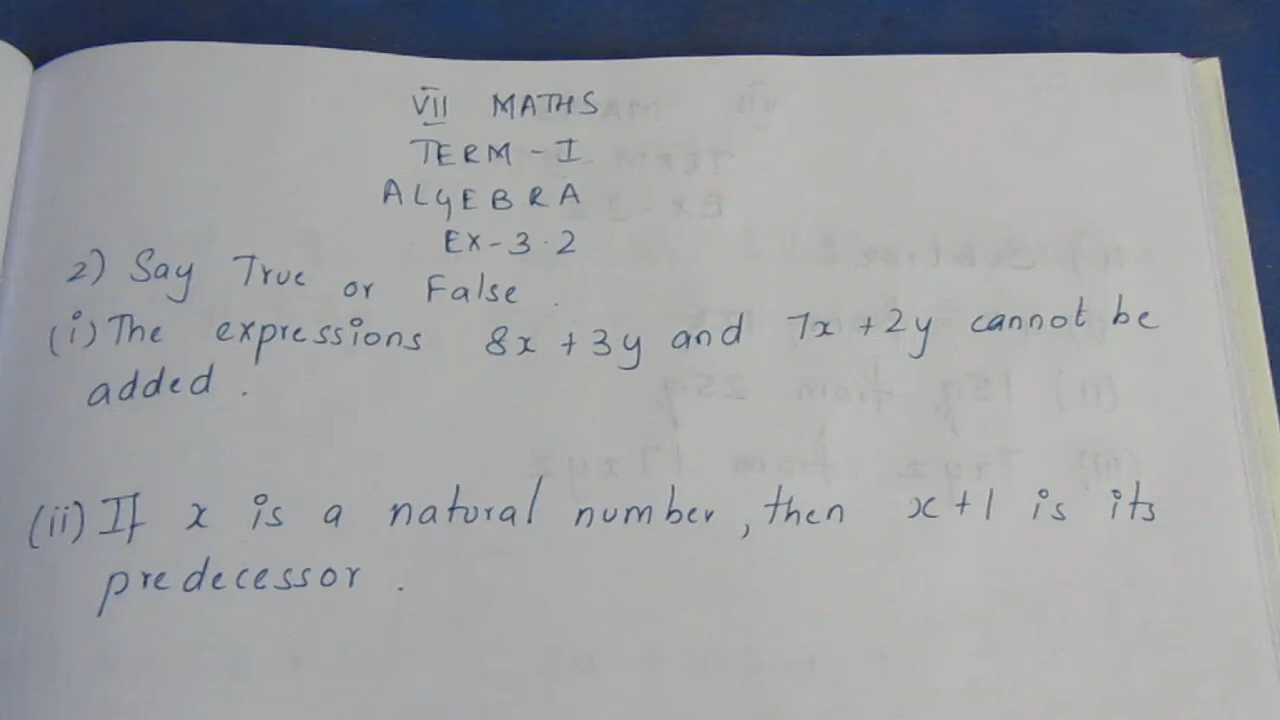 VII MATHS
TERM - I
ALGEBRA
EX - 3.2
2) Say True or False.
(i) The expressions 8x + 3y and 7x + 2y cannot be
added.
(ii) If x is a natural number, then x + 1 is its
predecessor.